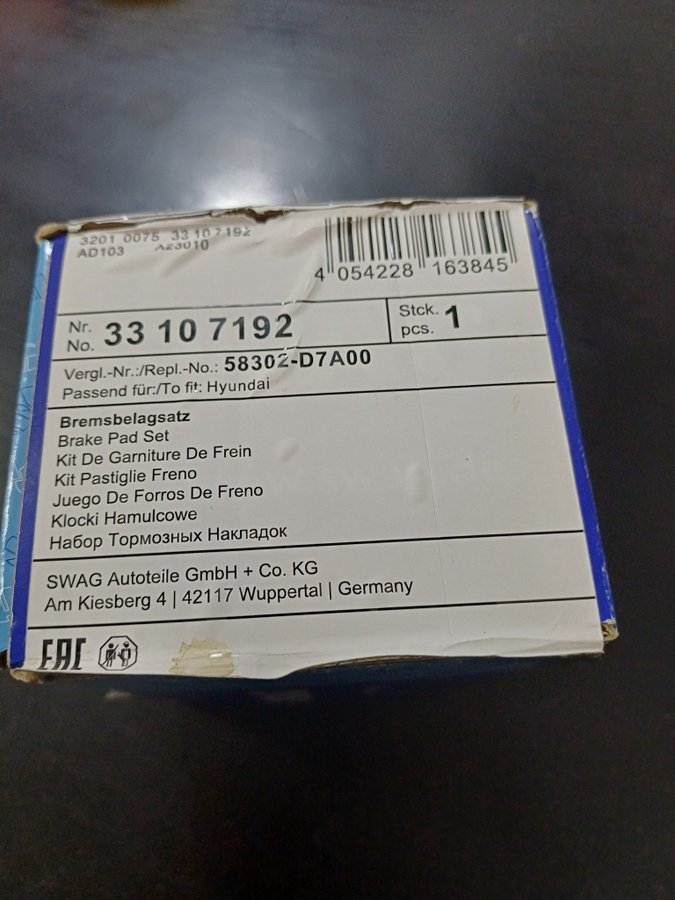 3201 0075 33 10 7192
AD103 A23010
4 054228 163845
Nr.
No. 33 10 7192
Stck.
pcs. 1
Vergl.-Nr.:/Repl.-No.: 58302-D7A00
Passend für:/To fit: Hyundai
Bremsbelagsatz
Brake Pad Set
Kit De Garniture De Frein
Kit Pastiglie Freno
Juego De Forros De Freno
Klocki Hamulcowe
Набор Тормозных Накладок
SWAG Autoteile GmbH + Co. KG
Am Kiesberg 4 | 42117 Wuppertal | Germany
EAC